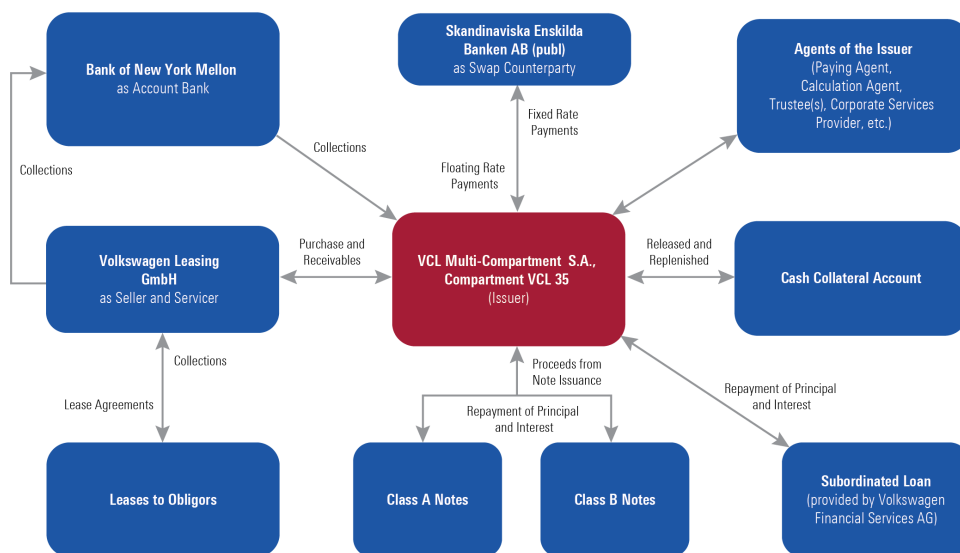 Bank of New York Mellon
as Account Bank
Skandinaviska Enskilda
Banken AB (publ)
as Swap Counterparty
Agents of the Issuer
(Paying Agent,
Calculation Agent,
Trustee(s), Corporate Services
Provider, etc.)
Fixed Rate
Payments
Collections
Collections
Floating Rate
Payments
Volkswagen Leasing
GmbH
as Seller and Servicer
Purchase and
Receivables
VCL Multi-Compartment S.A.,
Compartment VCL 35
(Issuer)
Released and
Replenished
Cash Collateral Account
Collections
Lease Agreements
Proceeds from
Note Issuance
Repayment of Principal
and Interest
Repayment of Principal
and Interest
Leases to Obligors
Class A Notes
Class B Notes
Subordinated Loan
(provided by Volkswagen
Financial Services AG)